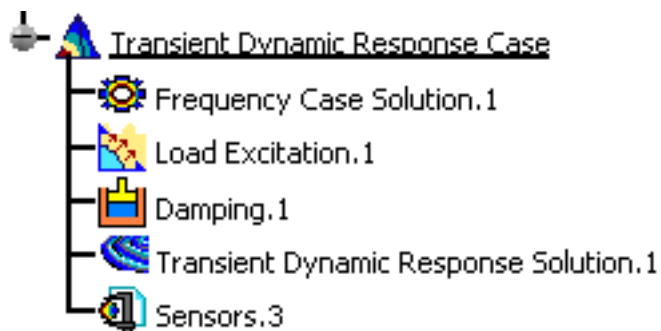 Transient Dynamic Response Case
Frequency Case Solution.1
Load Excitation.1
Damping.1
Transient Dynamic Response Solution.1
Sensors.3